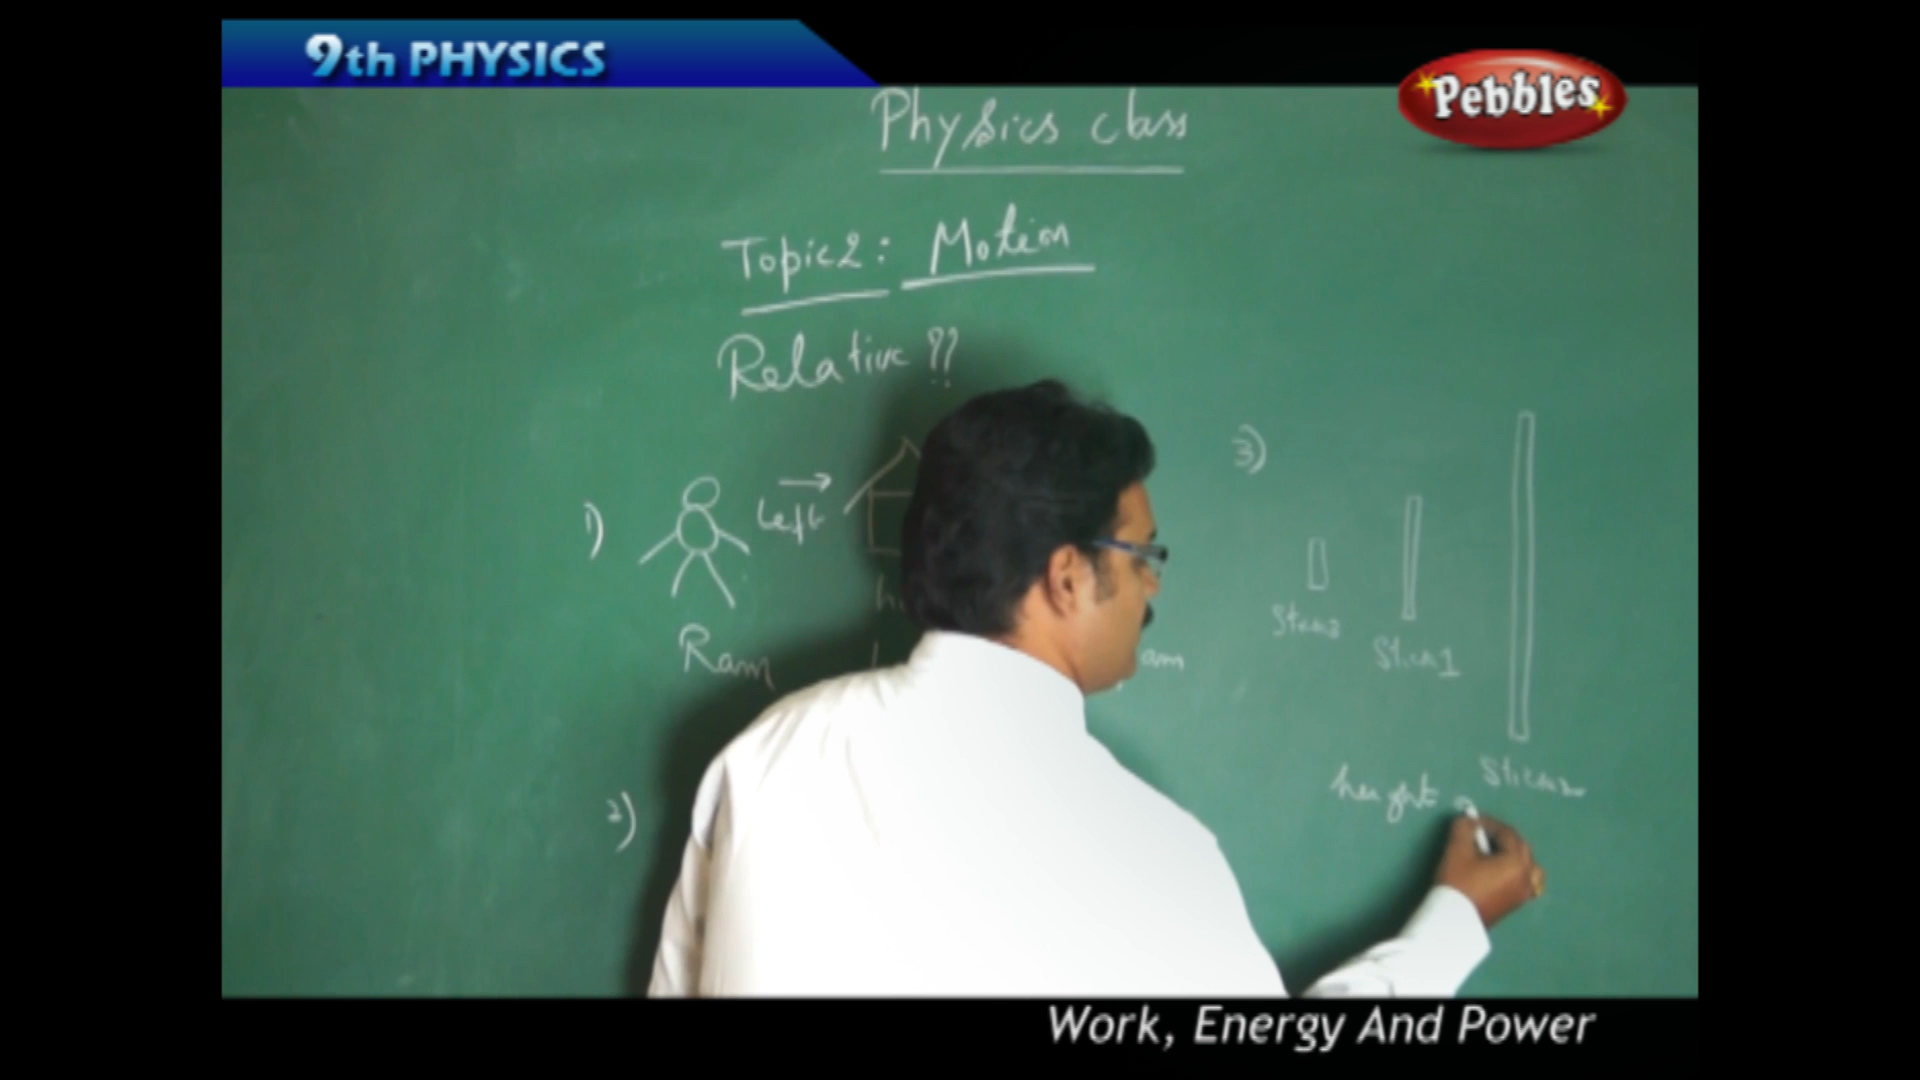 9th PHYSICS
Pebbles
Physics class
Topic2: Motion
Relative ??
1)
Left
Ram
am
2)
3)
Stick1
height
Work, Energy And Power